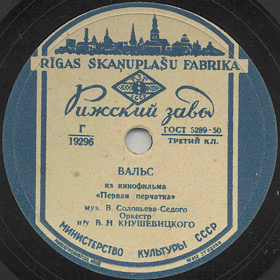 RĪGAS SKAŅUPLAŠU FABRIKA
Рижский завод
Г
19296
ГОСТ 5289-50
ТРЕТИЙ КЛ.
ВАЛЬС
из кинофильма
«Первая перчатка»
муз. В. Соловьева-Седого
Оркестр
п/у В. Н. КНУШЕВИЦКОГО
МИНИСТЕРСТВО КУЛЬТУРЫ СССР